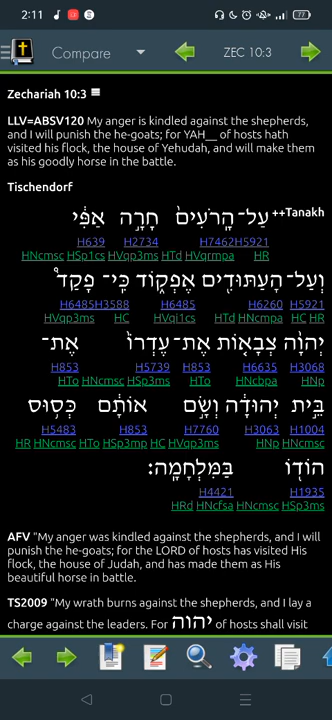 2:11
77
Compare
ZEC 10:3
Zechariah 10:3
LLV=ABSV120 My anger is kindled against the shepherds,
and I will punish the he-goats; for YAH__ of hosts hath
visited his flock, the house of Yehudah, and will make them
as his goodly horse in the battle.
Tischendorf
++Tanakh עַל־הָֽרֹעִים֙ חָרָ֣ה אַפִּ֔י
H639 H2734 H7462H5921
HNcmsc HSp1cs HVqp3ms HTd HVqrmpa HR
וְעַל־הָעַתּוּדִ֖ים אֶפְק֑וֹד כִּֽי־ פָקַד֩
H6485H3588 H6485 H6260 H5921
HVqp3ms HC HVqi1cs HTd HNcmpa HC HR
יְהוָ֨ה צְבָא֤וֹת אֶת־עֶדְרוֹ֙ אֶת־
H853 H5739 H853 H6635 H3068
HTo HNcmsc HSp3ms HTo HNcbpa HNp
בֵּ֣ית יְהוּדָ֔ה וְשָׂ֣ם אוֹתָ֔ם כְּס֥וּס
H5483 H853 H7760 H3063 H1004
HR HNcmsc HTo HSp3mp HC HVqp3ms HNp HNcmsc
הוֹד֖וֹ בַּמִּלְחָמָֽה׃
H4421 H1935
HRd HNcfsa HNcmsc HSp3ms
AFV "My anger was kindled against the shepherds, and I will
punish the he-goats; for the LORD of hosts has visited His
flock, the house of Judah, and has made them as His
beautiful horse in battle.
TS2009 "My wrath burns against the shepherds, and I lay a
charge against the leaders. For יהוה of hosts shall visit